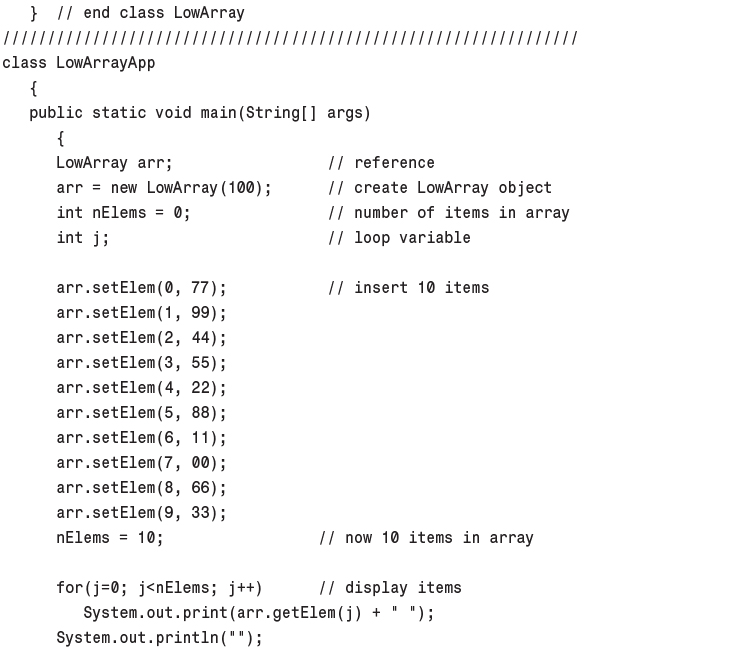 } // end class LowArray
////////////////////////////////////////////////////////////////
class LowArrayApp
{
public static void main(String[] args)
{
LowArray arr; // reference
arr = new LowArray(100); // create LowArray object
int nElems = 0; // number of items in array
int j; // loop variable
arr.setElem(0, 77); // insert 10 items
arr.setElem(1, 99);
arr.setElem(2, 44);
arr.setElem(3, 55);
arr.setElem(4, 22);
arr.setElem(5, 88);
arr.setElem(6, 11);
arr.setElem(7, 00);
arr.setElem(8, 66);
arr.setElem(9, 33);
nElems = 10; // now 10 items in array
for(j=0; j<nElems; j++) // display items
System.out.print(arr.getElem(j) + " ");
System.out.println("");